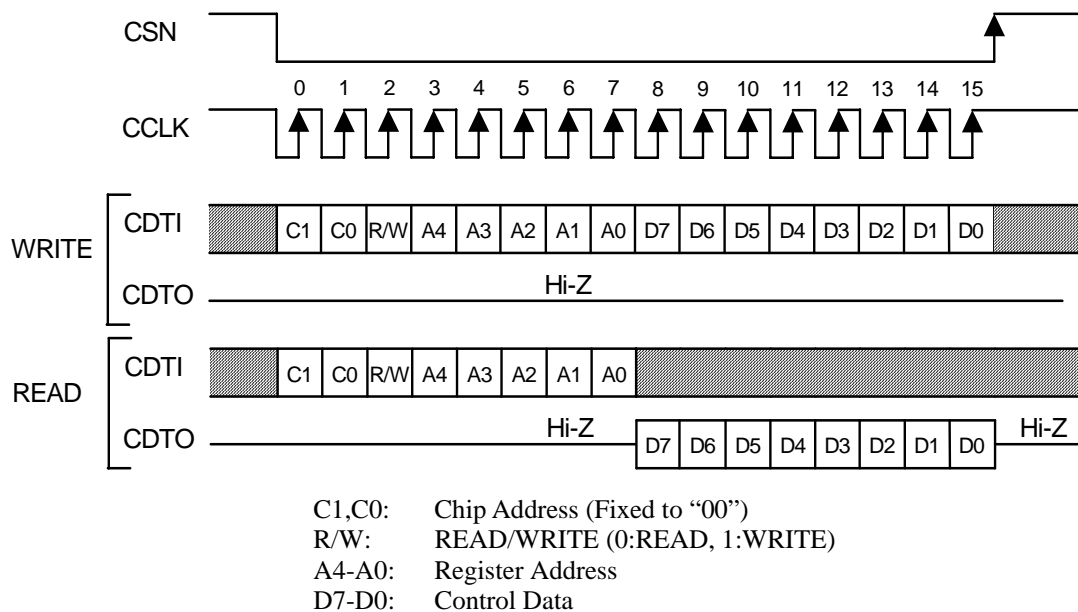 CSN
0 1 2 3 4 5 6 7 8 9 10 11 12 13 14 15
CCLK
WRITE
CDTI
C1 C0 R/W A4 A3 A2 A1 A0 D7 D6 D5 D4 D3 D2 D1 D0
Hi-Z
CDTO
READ
CDTI
C1 C0 R/W A4 A3 A2 A1 A0
CDTO
Hi-Z
D7 D6 D5 D4 D3 D2 D1 D0
Hi-Z
C1,C0: Chip Address (Fixed to “00”)
R/W: READ/WRITE (0:READ, 1:WRITE)
A4-A0: Register Address
D7-D0: Control Data